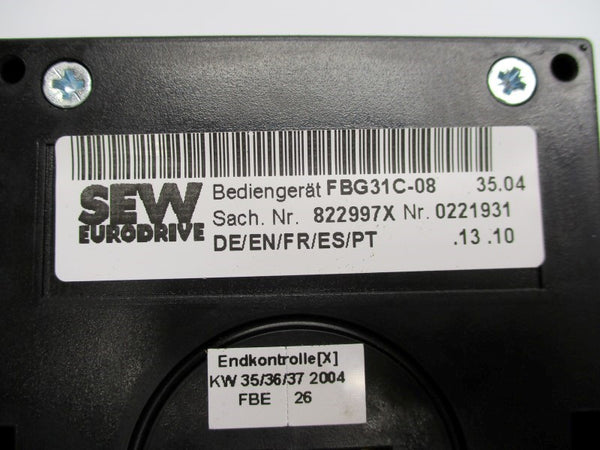 SEW
EURODRIVE
Bediengerät FBG31C-08 35.04
Sach. Nr. 822997X Nr. 0221931
DE/EN/FR/ES/PT .13 .10
Endkontrolle[X]
KW 35/36/37 2004
FBE 26